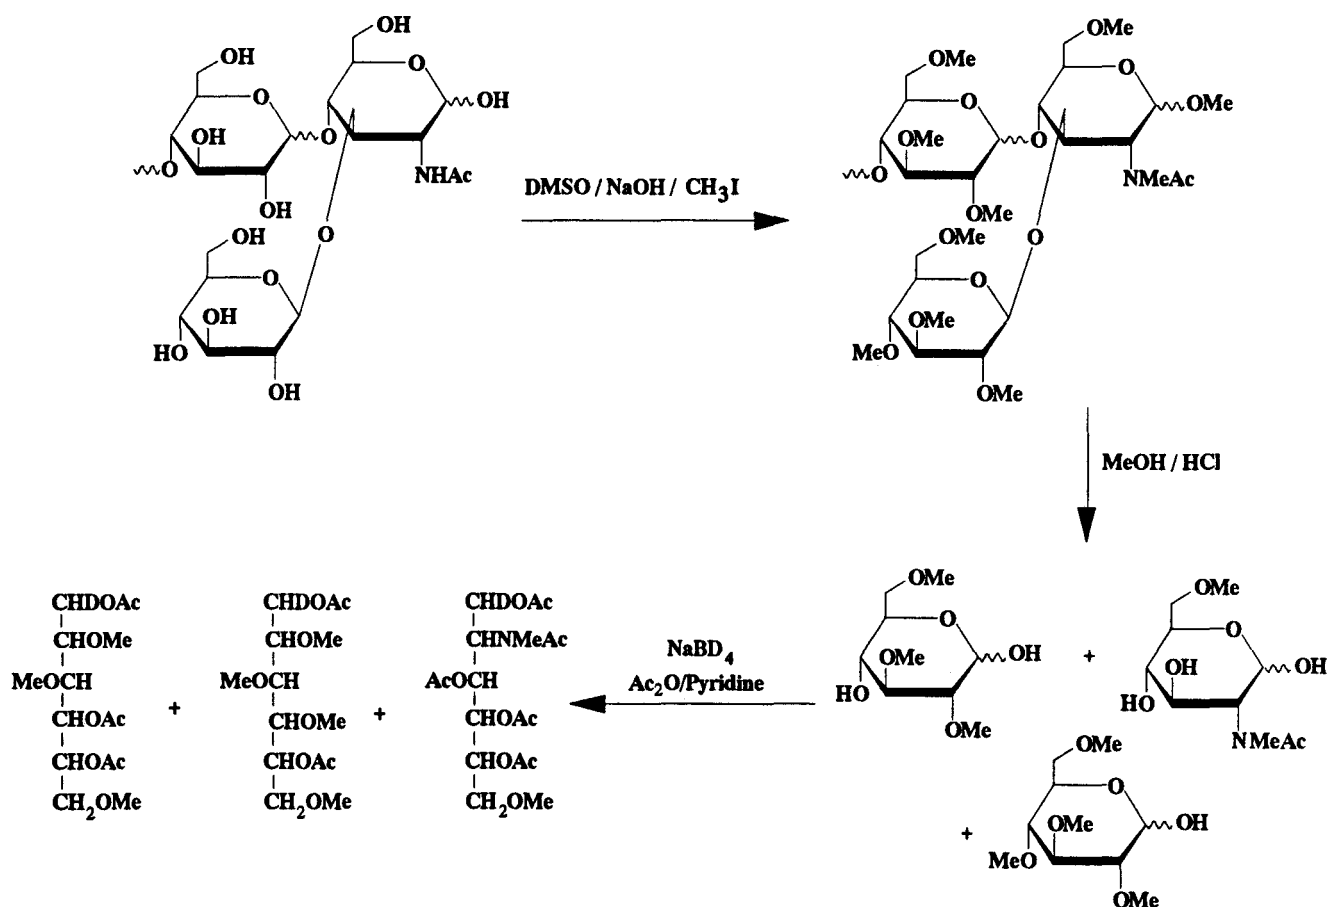 OH
OH
O
O
OH
OH
O
O
NHAc
OH
OH
O
O
OH
HO
OH
DMSO / NaOH / CH3I
OMe
OMe
O
O
OMe
OMe
O
O
NMeAc
OMe
OMe
O
O
OMe
MeO
OMe
MeOH / HCl
CHDOAc
CHOMe
MeOCH
CHOAc
CHOAc
CH2OMe
+
CHDOAc
CHOMe
MeOCH
CHOMe
CHOAc
CH2OMe
+
CHDOAc
CHNMeAc
AcOCH
CHOAc
CHOAc
CH2OMe
NaBD4
Ac2O/Pyridine
OMe
O
OMe
OH
HO
OMe
+
OMe
O
OH
OH
HO
NMeAc
+
OMe
O
OMe
OH
MeO
OMe